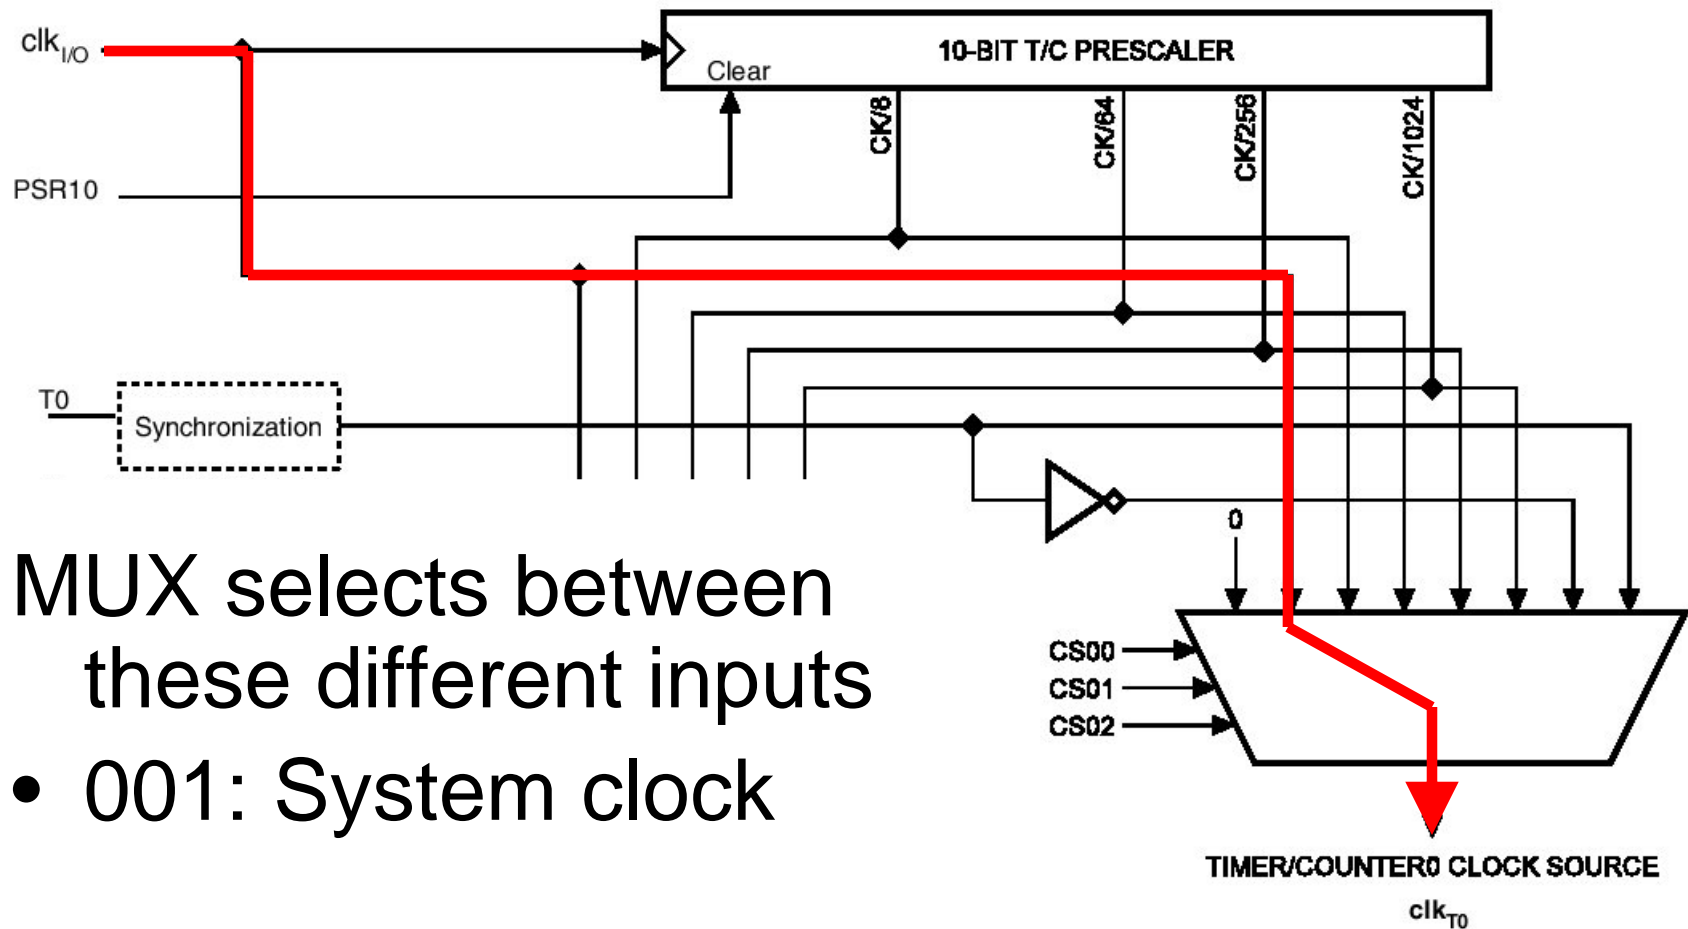 clkI/O
10-BIT T/C PRESCALER
Clear
CK/8
CK/64
CK/256
CK/1024
PSR10
T0
Synchronization
0
MUX selects between
these different inputs
• 001: System clock
CS00
CS01
CS02
TIMER/COUNTER0 CLOCK SOURCE
clkT0